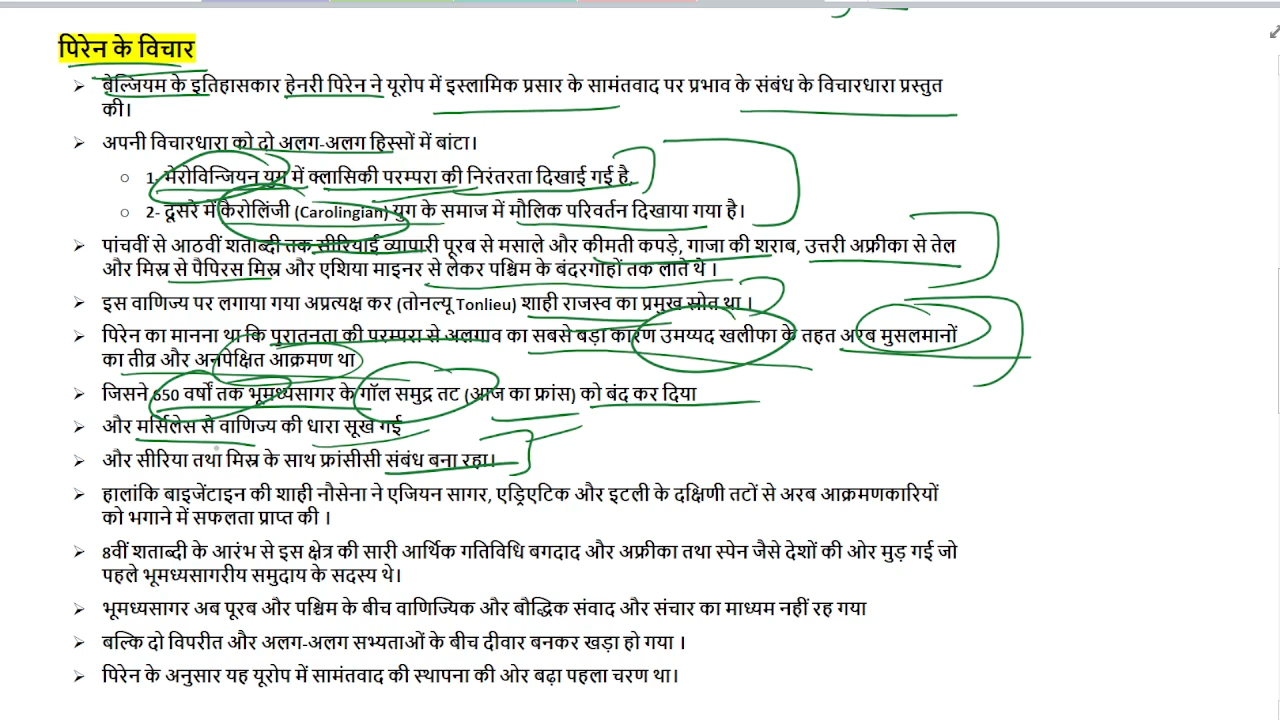 पिरेन के विचार
बेल्जियम के इतिहासकार हेनरी पिरेन ने यूरोप में इस्लामिक प्रसार के सामंतवाद पर प्रभाव के संबंध के विचारधारा प्रस्तुत
की।
अपनी विचारधारा को दो अलग-अलग हिस्सों में बांटा।
1- मेरोविन्जियन युग में क्लासिकी परम्परा की निरंतरता दिखाई गई है,
2- दूसरे में कैरोलिंजी (Carolingian) युग के समाज में मौलिक परिवर्तन दिखाया गया है।
पांचवीं से आठवीं शताब्दी तक सीरियाई व्यापारी पूरब से मसाले और कीमती कपड़े, गाजा की शराब, उत्तरी अफ्रीका से तेल
और मिस्र से पैपिरस मिस्र और एशिया माइनर से लेकर पश्चिम के बंदरगाहों तक लाते थे ।
इस वाणिज्य पर लगाया गया अप्रत्यक्ष कर (तोनल्यू Tonlieu) शाही राजस्व का प्रमुख स्रोत था ।
पिरेन का मानना था कि पुरातनता की परम्परा से अलगाव का सबसे बड़ा कारण उमय्यद खलीफा के तहत अरब मुसलमानों
का तीव्र और अनपेक्षित आक्रमण था
जिसने 650 वर्षों तक भूमध्यसागर के गॉल समुद्र तट (आज का फ्रांस) को बंद कर दिया
और मर्सिलेस से वाणिज्य की धारा सूख गई
और सीरिया तथा मिस्र के साथ फ्रांसीसी संबंध बना रहा।
हालांकि बाइजेंटाइन की शाही नौसेना ने एजियन सागर, एड्रिएटिक और इटली के दक्षिणी तटों से अरब आक्रमणकारियों
को भगाने में सफलता प्राप्त की ।
8वीं शताब्दी के आरंभ से इस क्षेत्र की सारी आर्थिक गतिविधि बगदाद और अफ्रीका तथा स्पेन जैसे देशों की ओर मुड़ गई जो
पहले भूमध्यसागरीय समुदाय के सदस्य थे।
भूमध्यसागर अब पूरब और पश्चिम के बीच वाणिज्यिक और बौद्धिक संवाद और संचार का माध्यम नहीं रह गया
बल्कि दो विपरीत और अलग-अलग सभ्यताओं के बीच दीवार बनकर खड़ा हो गया ।
पिरेन के अनुसार यह यूरोप में सामंतवाद की स्थापना की ओर बढ़ा पहला चरण था।